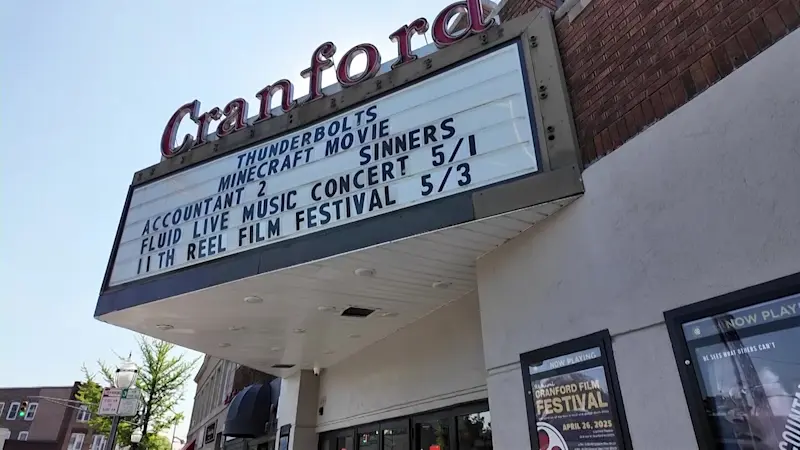 Cranford
THUNDERBOLTS
MINECRAFT MOVIE
ACCOUNTANT 2 SINNERS
FLUID LIVE MUSIC CONCERT 5/1
11TH REEL FILM FESTIVAL 5/3
NOW PLAYING
CRANFORD FILM
FESTIVAL
APRIL 26, 2025
NOW PLAYI
HE SEES WHAT OTHERS CAN'T